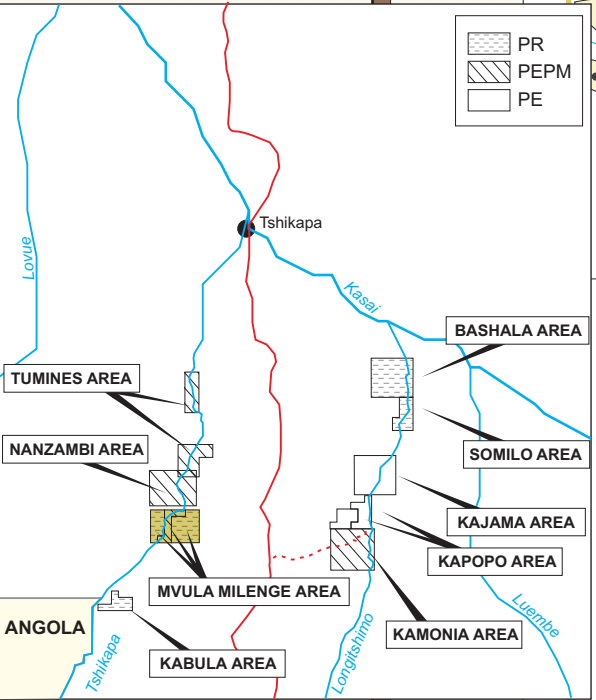 PR
PEPM
PE
Tshikapa
Lovue
Kasai
BASHALA AREA
TUMINES AREA
SOMILO AREA
NANZAMBI AREA
KAJAMA AREA
KAPOPO AREA
MVULA MILENGE AREA
Luembe
ANGOLA
KAMONIA AREA
Tshikapa
KABULA AREA
Longitshimo